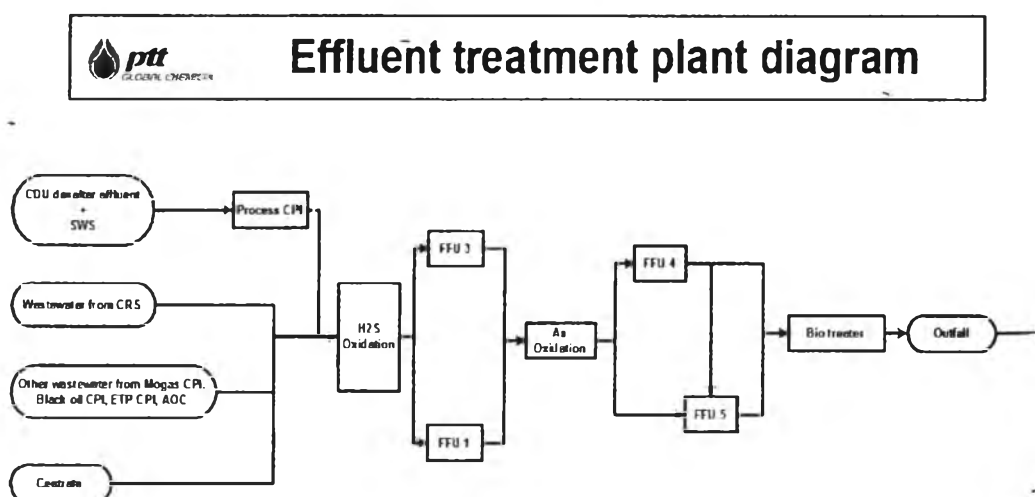 ptt
GLOBAL CHEMICAL
Effluent treatment plant diagram
CDU desalter effluent
+
SWS
Process CPI
FFU 3
FFU 4
Wastewater from CRS
H2S
Oxidation
As
Oxidation
Bio treater
Outfall
Other wastewater from Mogas CPI,
Black oil CPI, ETP CPI, AOC
FFU 5
FFU 1
Centrate